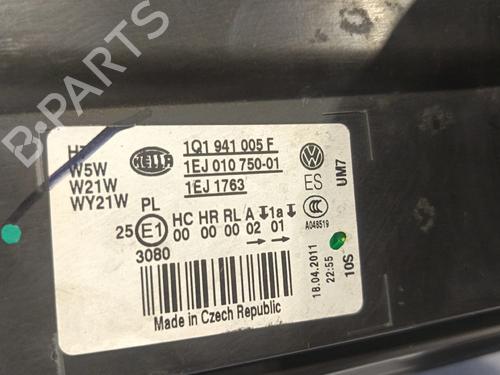 W5W
W21W
WY21W
HELLA
1Q1 941 005 F
1EJ 010 750-01
1EJ 1763
PL
HC HR RL A 1a
25 E1 00 00 00 02 01
3080
Made in Czech Republic
ES
UM7
A048519
18.04.2011
22:55
10S
B-PARTS